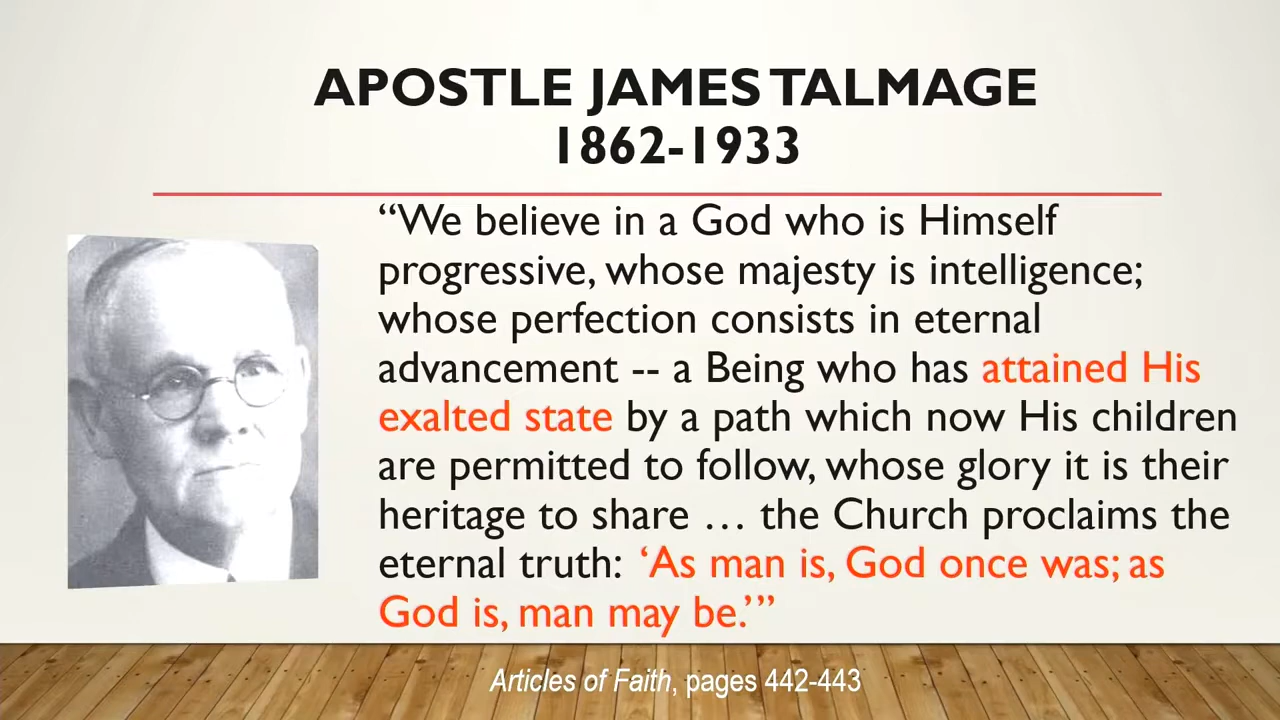 APOSTLE JAMES TALMAGE
1862-1933
“We believe in a God who is Himself
progressive, whose majesty is intelligence;
whose perfection consists in eternal
advancement -- a Being who has attained His
exalted state by a path which now His children
are permitted to follow, whose glory it is their
heritage to share … the Church proclaims the
eternal truth: ‘As man is, God once was; as
God is, man may be.’”
Articles of Faith, pages 442-443